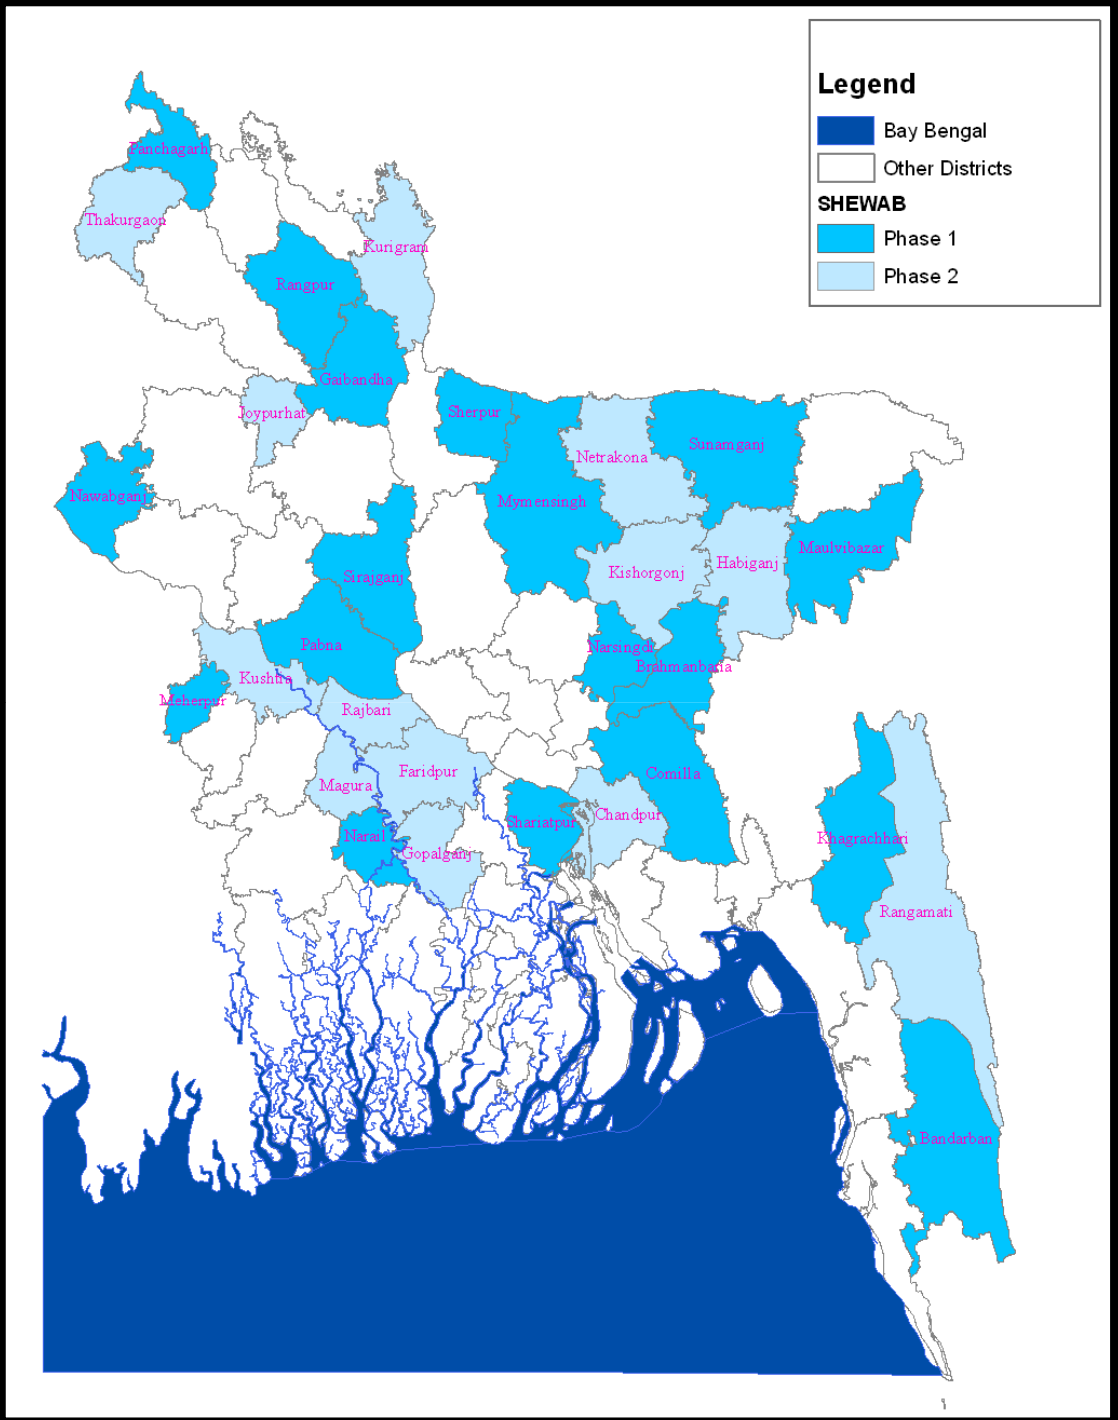 Legend
Bay Bengal
Other Districts
SHEWAB
Phase 1
Phase 2
Panchagarh
Thakurgaon
Kurigram
Rangpur
Gaibandha
Joypurhat
Sherpur
Sunamganj
Netrakona
Nawabganj
Mymensingh
Maulvibazar
Habiganj
Kishorgonj
Sirajganj
Pabna
Narsingdi
Brahmanbaria
Kushtia
Meherpur
Rajbari
Faridpur
Comilla
Magura
Chandpur
Shariatpur
Narail
Khagrachhari
Gopalganj
Rangamati
Bandarban